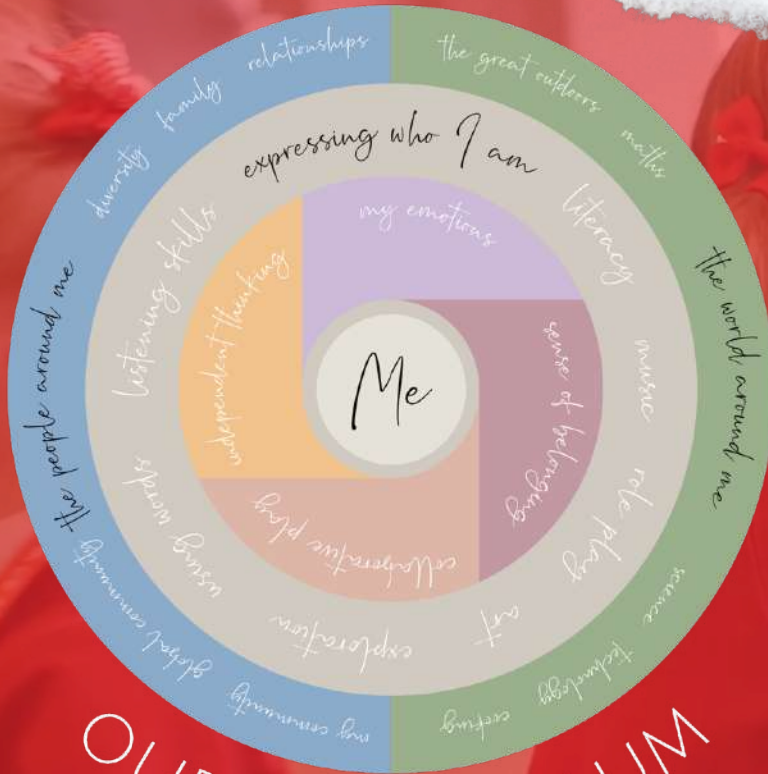 relationships
family
diversity
the people around me
global community
my community
the great outdoors
maths
the world around me
science
technology
cooking
expressing who I am
literacy
music
role play
art
exploration
using words
listening skills
my emotions
sense of belonging
collaborative play
independent thinking
Me
OU
UM